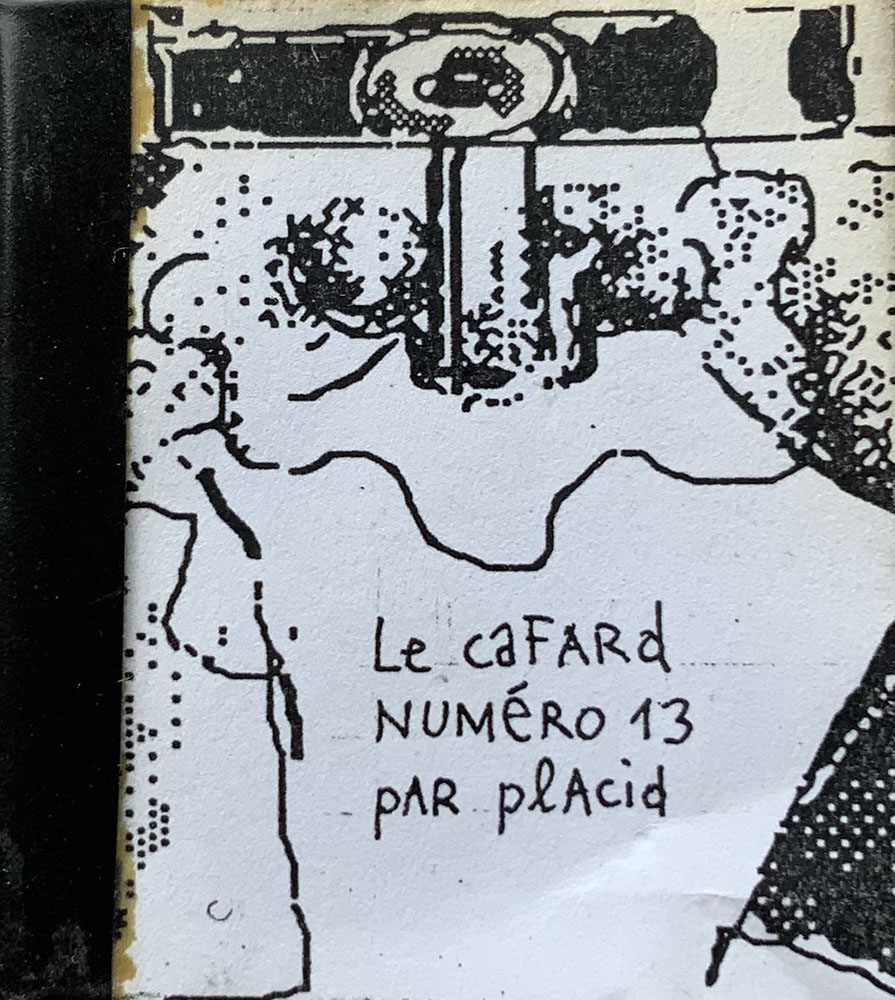 Le caFARd
NUMÉRO 13
PAR plAcid